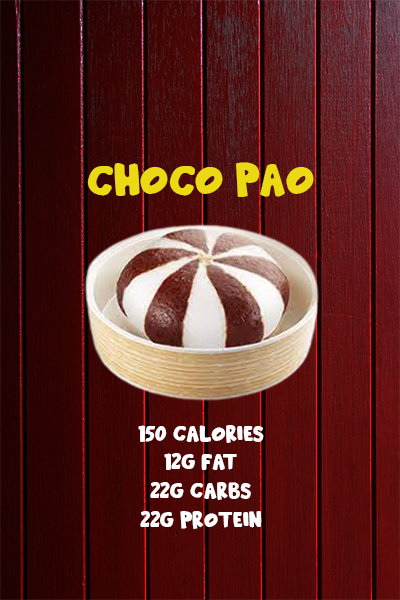 CHOCO PAO
150 CALORIES
12G FAT
22G CARBS
22G PROTEIN